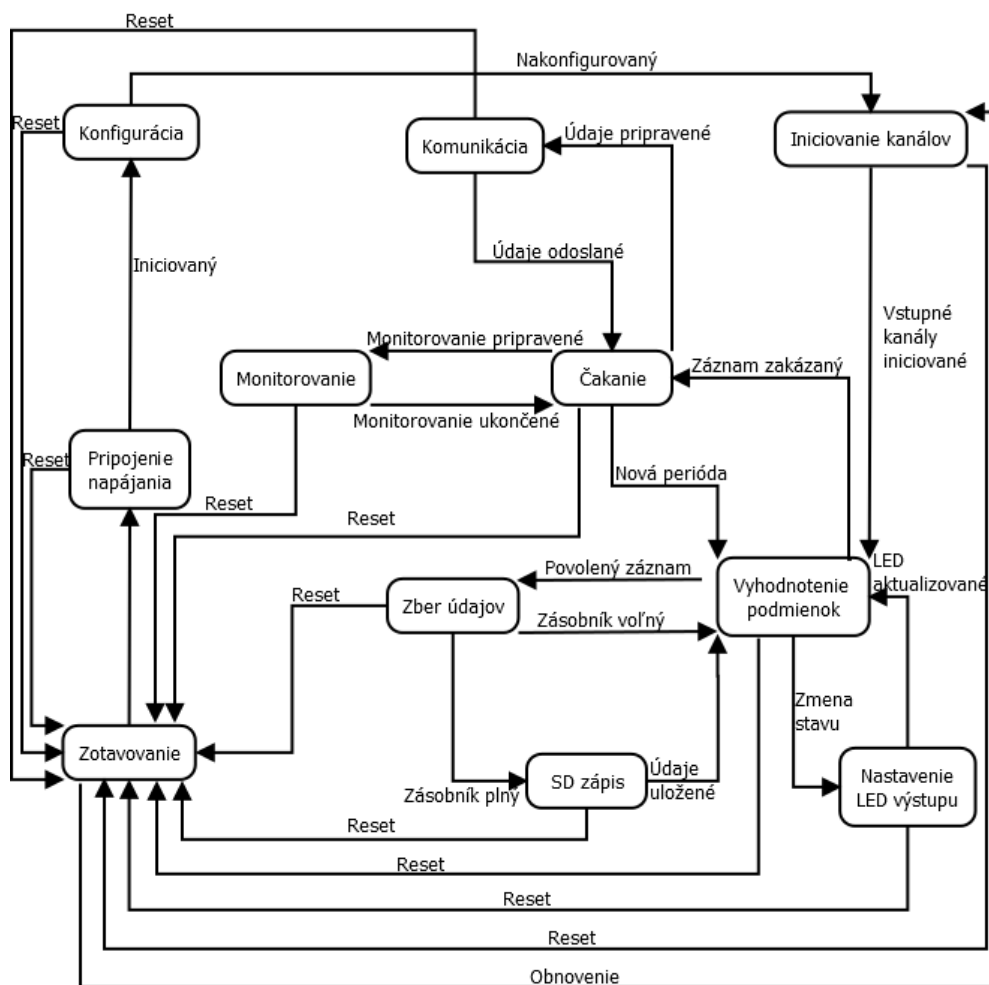 Reset
Nakonfigurovaný
Reset
Konfigurácia
Komunikácia
Údaje pripravené
Iniciovanie kanálov
Iniciovaný
Údaje odoslané
Vstupné
kanály
iniciované
Monitorovanie pripravené
Monitorovanie
Čakanie
Záznam zakázaný
Monitorovanie ukončené
Reset
Pripojenie
napájania
Nová perióda
Reset
Reset
Povolený záznam
LED
aktualizované
Vyhodnotenie
podmienok
Reset
Zber údajov
Zásobník voľný
Zmena
stavu
Zotavovanie
Zásobník plný
SD zápis
Údaje
uložené
Nastavenie
LED výstupu
Reset
Reset
Reset
Reset
Obnovenie